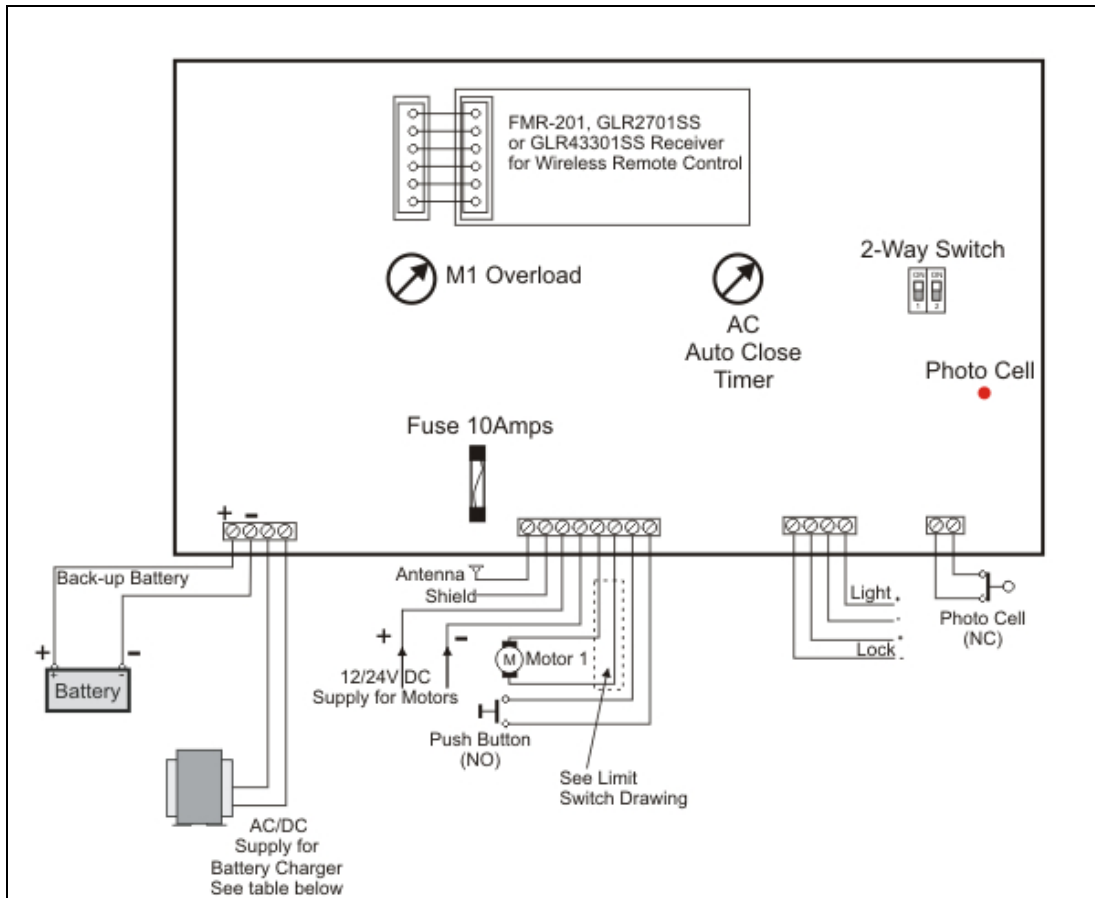 FMR-201, GLR2701SS
or GLR43301SS Receiver
for Wireless Remote Control
M1 Overload
AC
Auto Close
Timer
2-Way Switch
ON ON
1 2
Photo Cell
Fuse 10Amps
+ -
Back-up Battery
+ -
+ -
Battery
AC/DC
Supply for
Battery Charger
See table below
Antenna
Shield
+ -
12/24V DC
Supply for Motors
M Motor 1
Push Button
(NO)
See Limit
Switch Drawing
Light +
-
+
Lock -
Photo Cell
(NC)